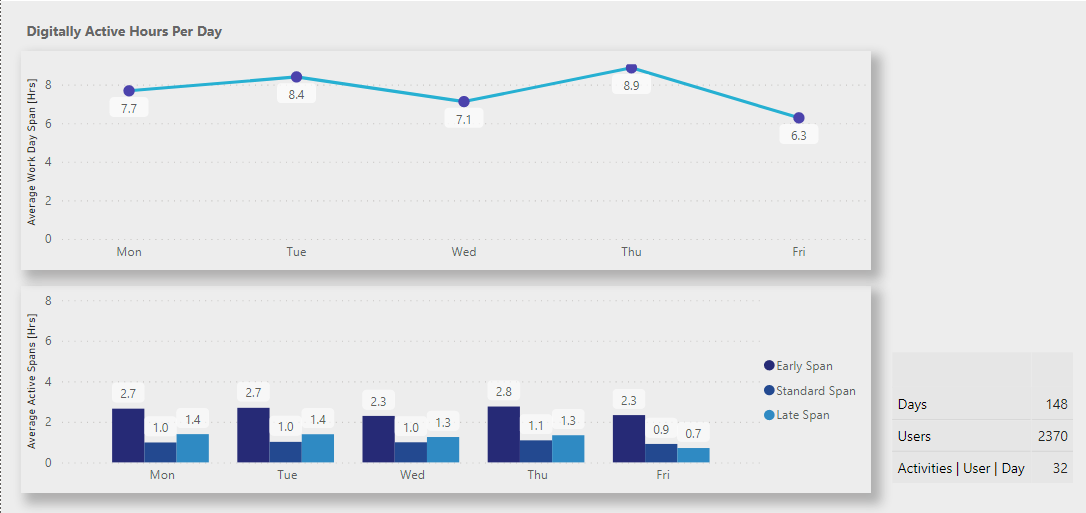 Digitally Active Hours Per Day
Average Work Day Span [Hrs]
8
6
4
2
0
7.7
8.4
7.1
8.9
6.3
Mon Tue Wed Thu Fri
Average Active Spans [Hrs]
8
6
4
2
0
2.7 1.0 1.4
2.7 1.0 1.4
2.3 1.0 1.3
2.8 1.1 1.3
2.3 0.9 0.7
Mon Tue Wed Thu Fri
Early Span
Standard Span
Late Span
Days 148
Users 2370
Activities | User | Day 32